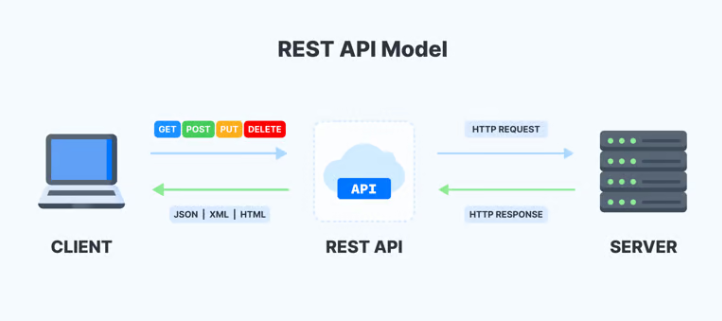 REST API Model
GET POST PUT DELETE
HTTP REQUEST
API
JSON | XML | HTML
HTTP RESPONSE
CLIENT
REST API
SERVER